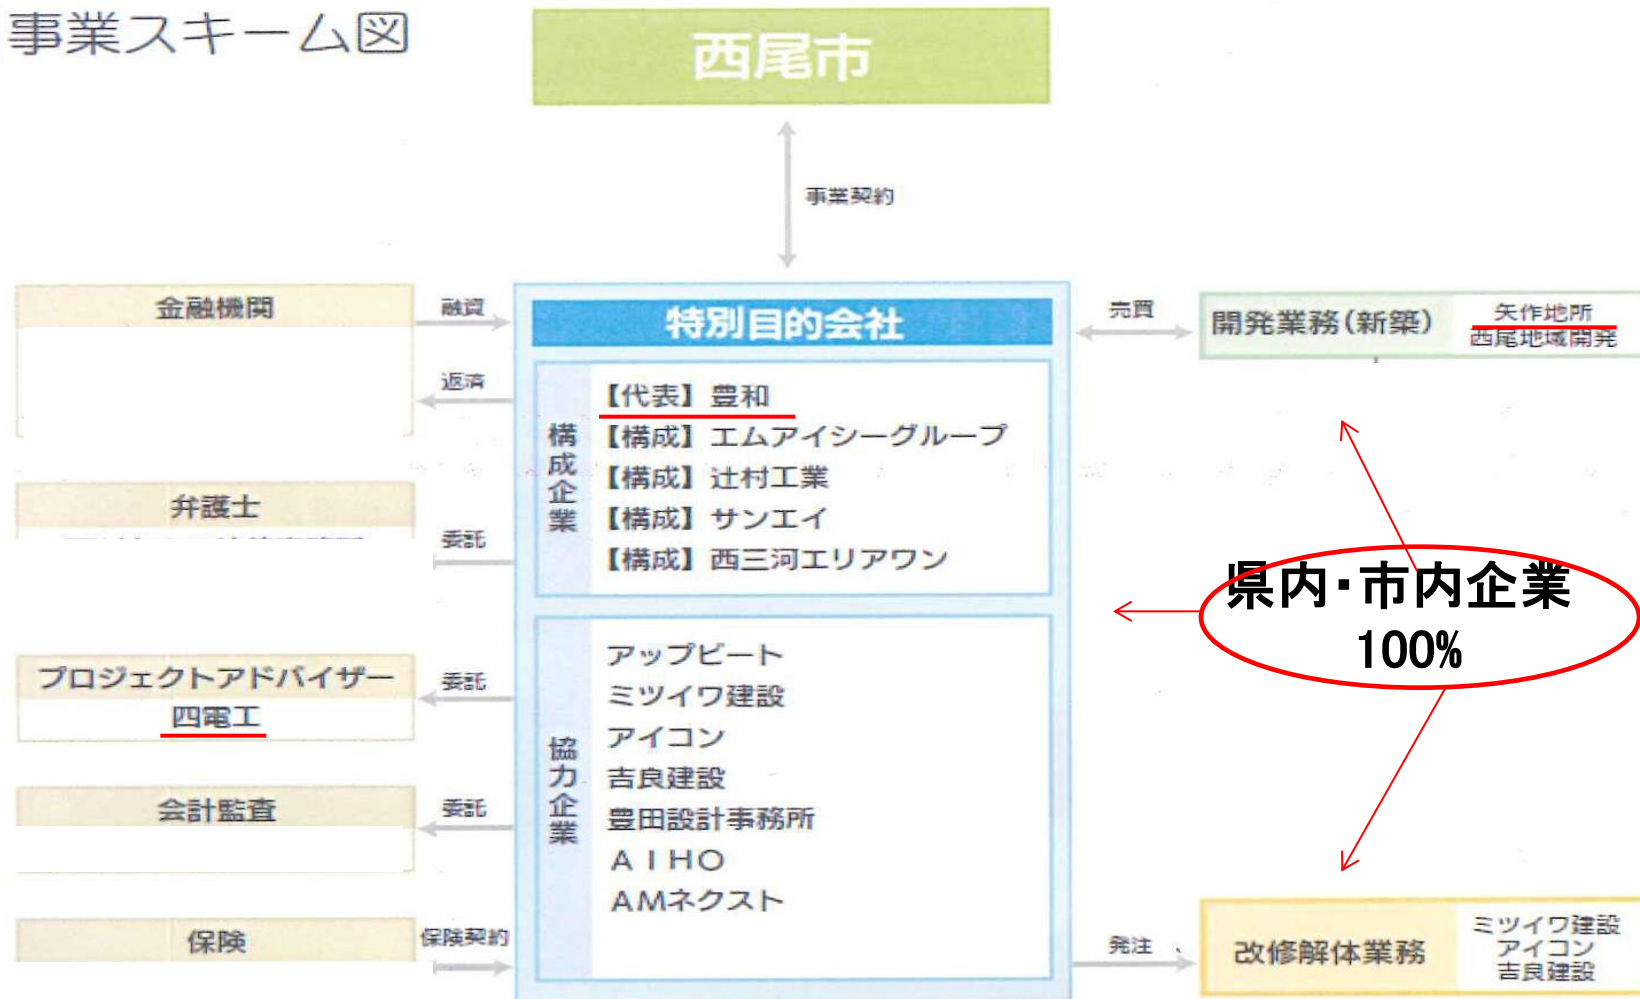 事業スキーム図
西尾市
事業契約
金融機関
融資
返済
弁護士
委託
プロジェクトアドバイザー
四電工
委託
会計監査
委託
保険
保険契約
特別目的会社
構成企業
【代表】豊和
【構成】エムアイシーグループ
【構成】辻村工業
【構成】サンエイ
【構成】西三河エリアワン
協力企業
アップビート
ミツイワ建設
アイコン
吉良建設
豊田設計事務所
AIHO
AMネクスト
売買
開発業務(新築)
矢作地所
西尾地域開発
県内・市内企業
100%
発注
改修解体業務
ミツイワ建設
アイコン
吉良建設